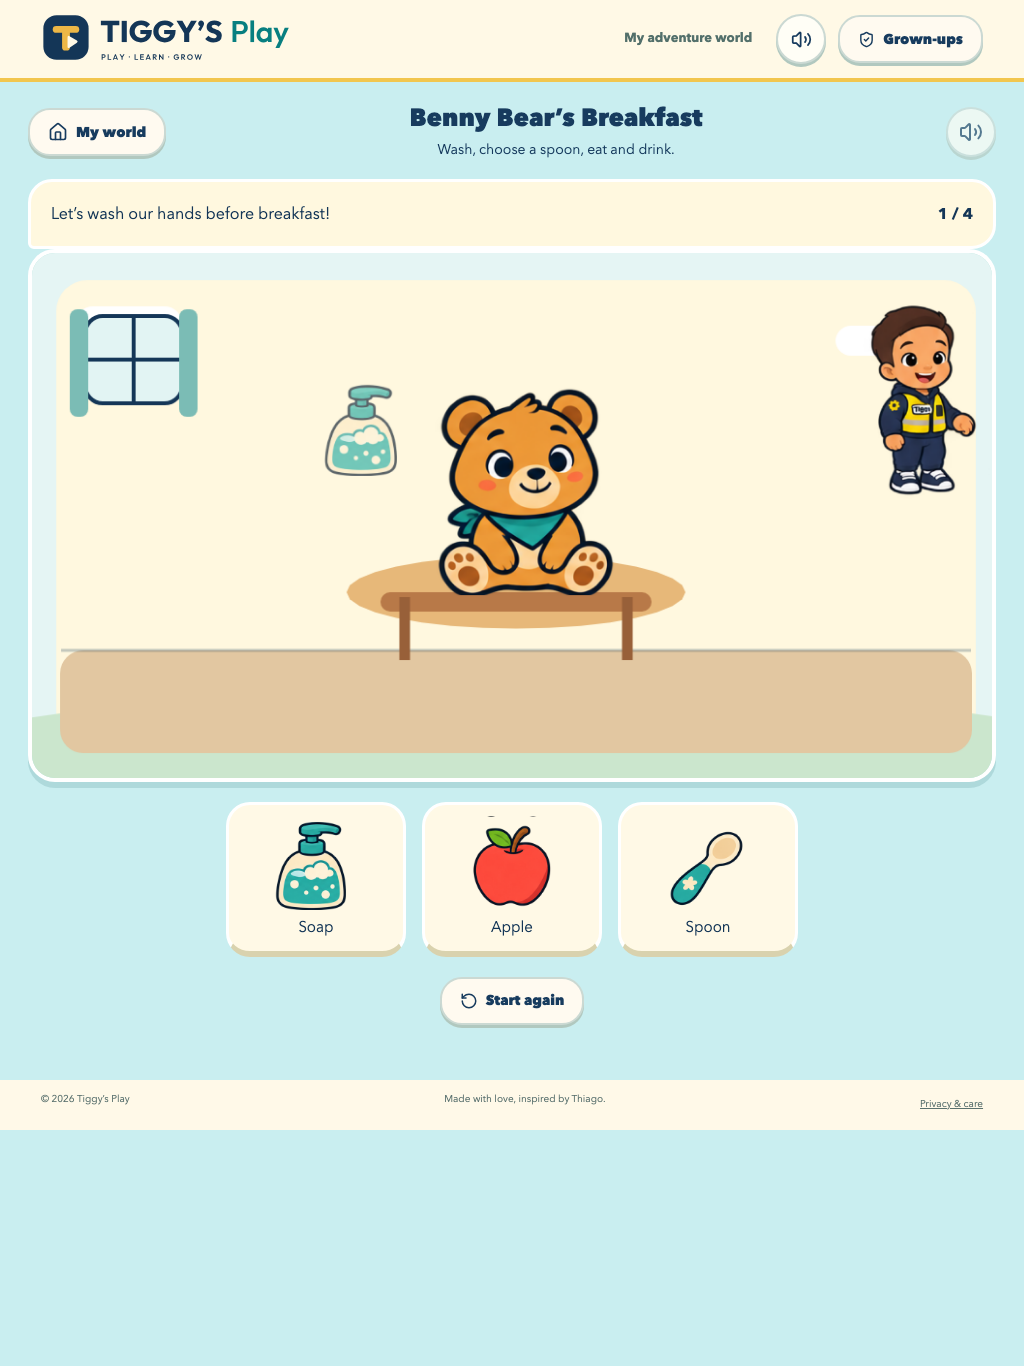 TIGGY'S Play
PLAY · LEARN · GROW
My adventure world
Grown-ups
My world
Benny Bear's Breakfast
Wash, choose a spoon, eat and drink.
Let's wash our hands before breakfast!
1 / 4
Tiggy
Soap
Apple
Spoon
Start again
© 2026 Tiggy's Play
Made with love, inspired by Thiago.
Privacy & care